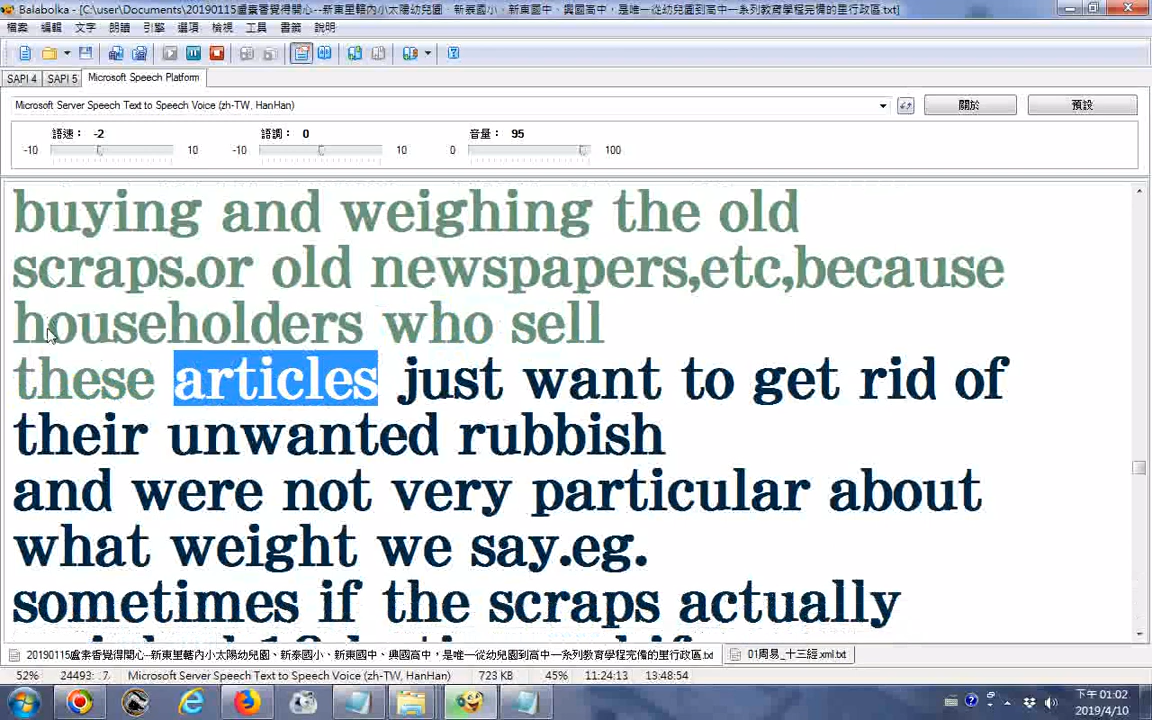 Balabolka - [C:\user\Documents\20190115盧素香覺得開心--新東里轄內小太陽幼兒園、新泰國小、新東國中、興國高中，是唯一從幼兒園到高中一系列教育學程完備的里行政區.txt]
檔案 編輯 文字 朗讀 引擎 選項 檢視 工具 書籤 說明
SAPI 4 SAPI 5 Microsoft Speech Platform
Microsoft Server Speech Text to Speech Voice (zh-TW, HanHan) 關於 預設
語速： -2 語調： 0 音量： 95
-10 10 -10 10 0 100
buying and weighing the old
scraps.or old newspapers,etc,because
householders who sell
these articles just want to get rid of
their unwanted rubbish
and were not very particular about
what weight we say.eg.
sometimes if the scraps actually
20190115盧素香覺得開心--新東里轄內小太陽幼兒園、新泰國小、新東國中、興國高中，是唯一從幼兒園到高中一系列教育學程完備的里行政區.txt 01周易_十三經.xml.txt
52% 24493: 7 Microsoft Server Speech Text to Speech Voice (zh-TW, HanHan) 723 KB 45% 11:24:13 13:48:54
下午 01:02
2019/4/10